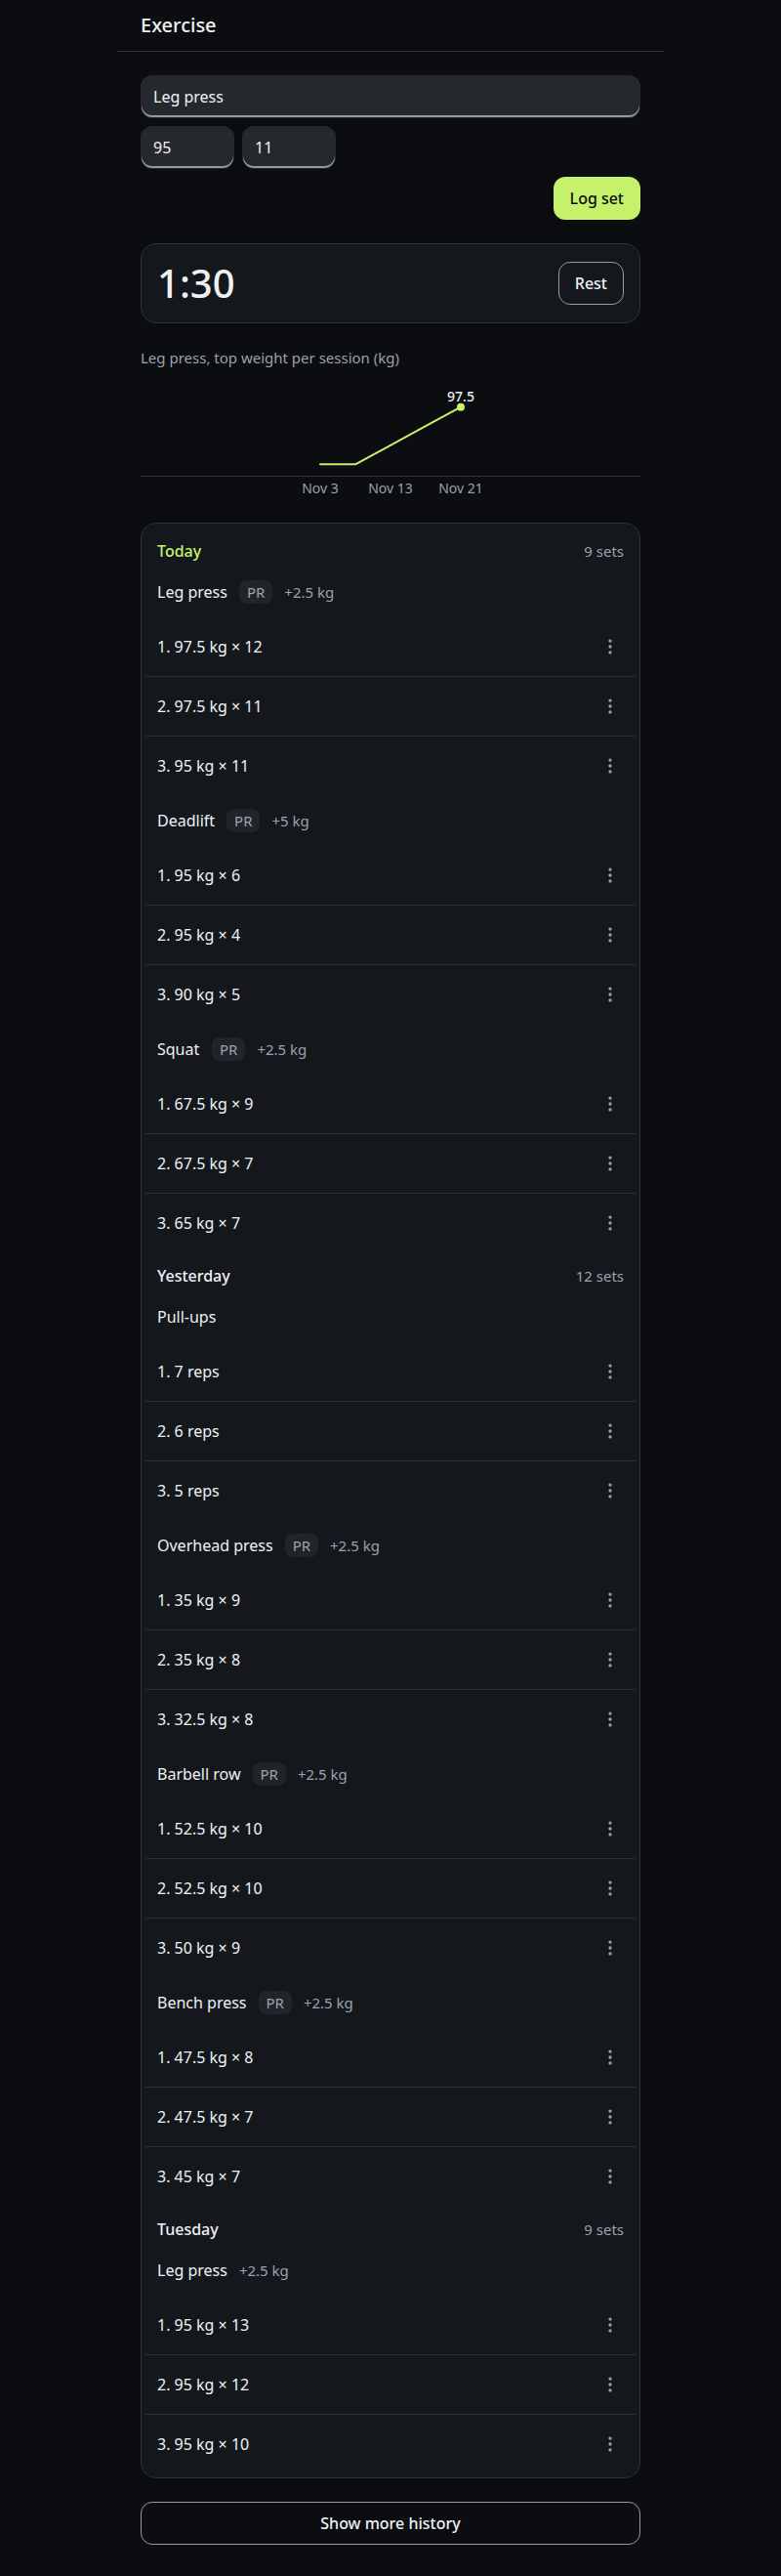 Exercise
Leg press
95 11
Log set
1:30 Rest
Leg press, top weight per session (kg)
97.5
Nov 3 Nov 13 Nov 21
Today 9 sets
Leg press PR +2.5 kg
1. 97.5 kg × 12
2. 97.5 kg × 11
3. 95 kg × 11
Deadlift PR +5 kg
1. 95 kg × 6
2. 95 kg × 4
3. 90 kg × 5
Squat PR +2.5 kg
1. 67.5 kg × 9
2. 67.5 kg × 7
3. 65 kg × 7
Yesterday 12 sets
Pull-ups
1. 7 reps
2. 6 reps
3. 5 reps
Overhead press PR +2.5 kg
1. 35 kg × 9
2. 35 kg × 8
3. 32.5 kg × 8
Barbell row PR +2.5 kg
1. 52.5 kg × 10
2. 52.5 kg × 10
3. 50 kg × 9
Bench press PR +2.5 kg
1. 47.5 kg × 8
2. 47.5 kg × 7
3. 45 kg × 7
Tuesday 9 sets
Leg press +2.5 kg
1. 95 kg × 13
2. 95 kg × 12
3. 95 kg × 10
Show more history